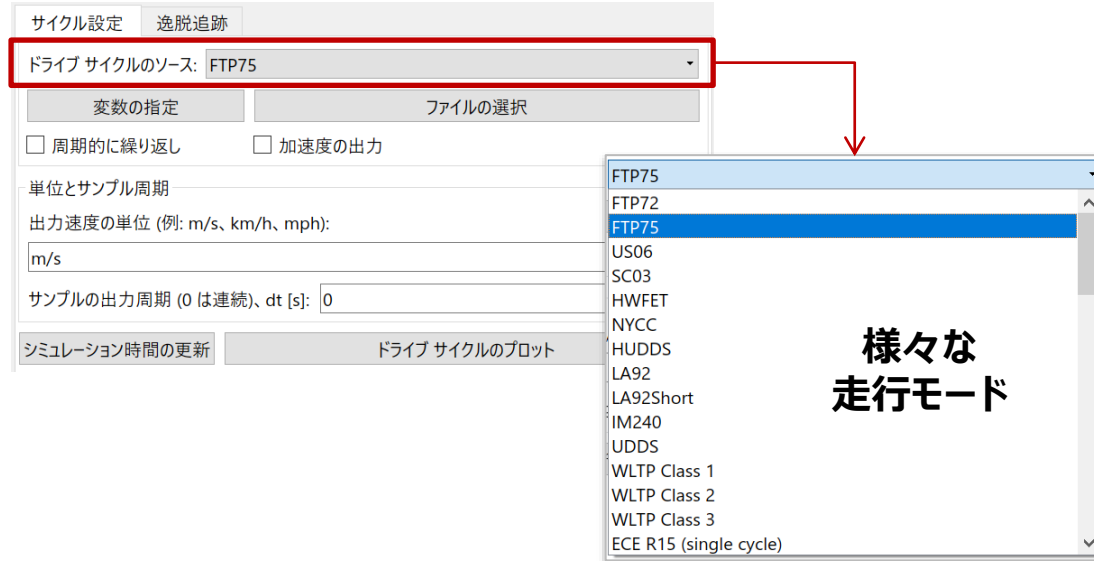 サイクル設定 逸脱追跡
ドライブ サイクルのソース: FTP75
変数の指定 ファイルの選択
周期的に繰り返し 加速度の出力
単位とサンプル周期
出力速度の単位 (例: m/s、km/h、mph):
m/s
サンプルの出力周期 (0 は連続)、dt [s]: 0
シミュレーション時間の更新 ドライブ サイクルのプロット
FTP75
FTP72
FTP75
US06
SC03
HWFET
NYCC
HUDDS
LA92
LA92Short
IM240
UDDS
WLTP Class 1
WLTP Class 2
WLTP Class 3
ECE R15 (single cycle)
様々な
走行モード